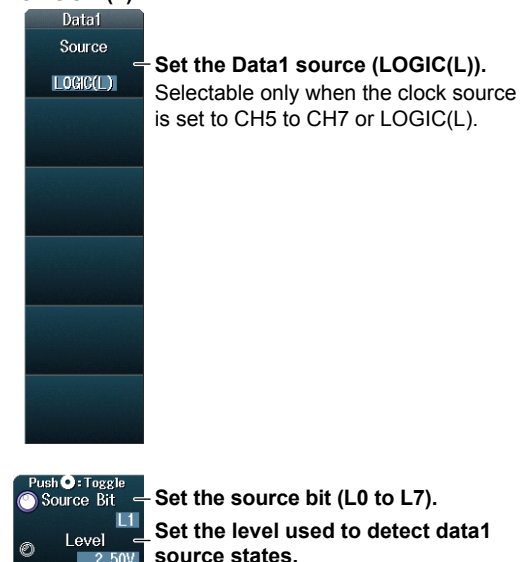 Data1
Source
LOGIC(L)
Set the Data1 source (LOGIC(L)).
Selectable only when the clock source
is set to CH5 to CH7 or LOGIC(L).
Push : Toggle
Source Bit
L1
Set the source bit (L0 to L7).
Level
2.50V
Set the level used to detect data1
source states.